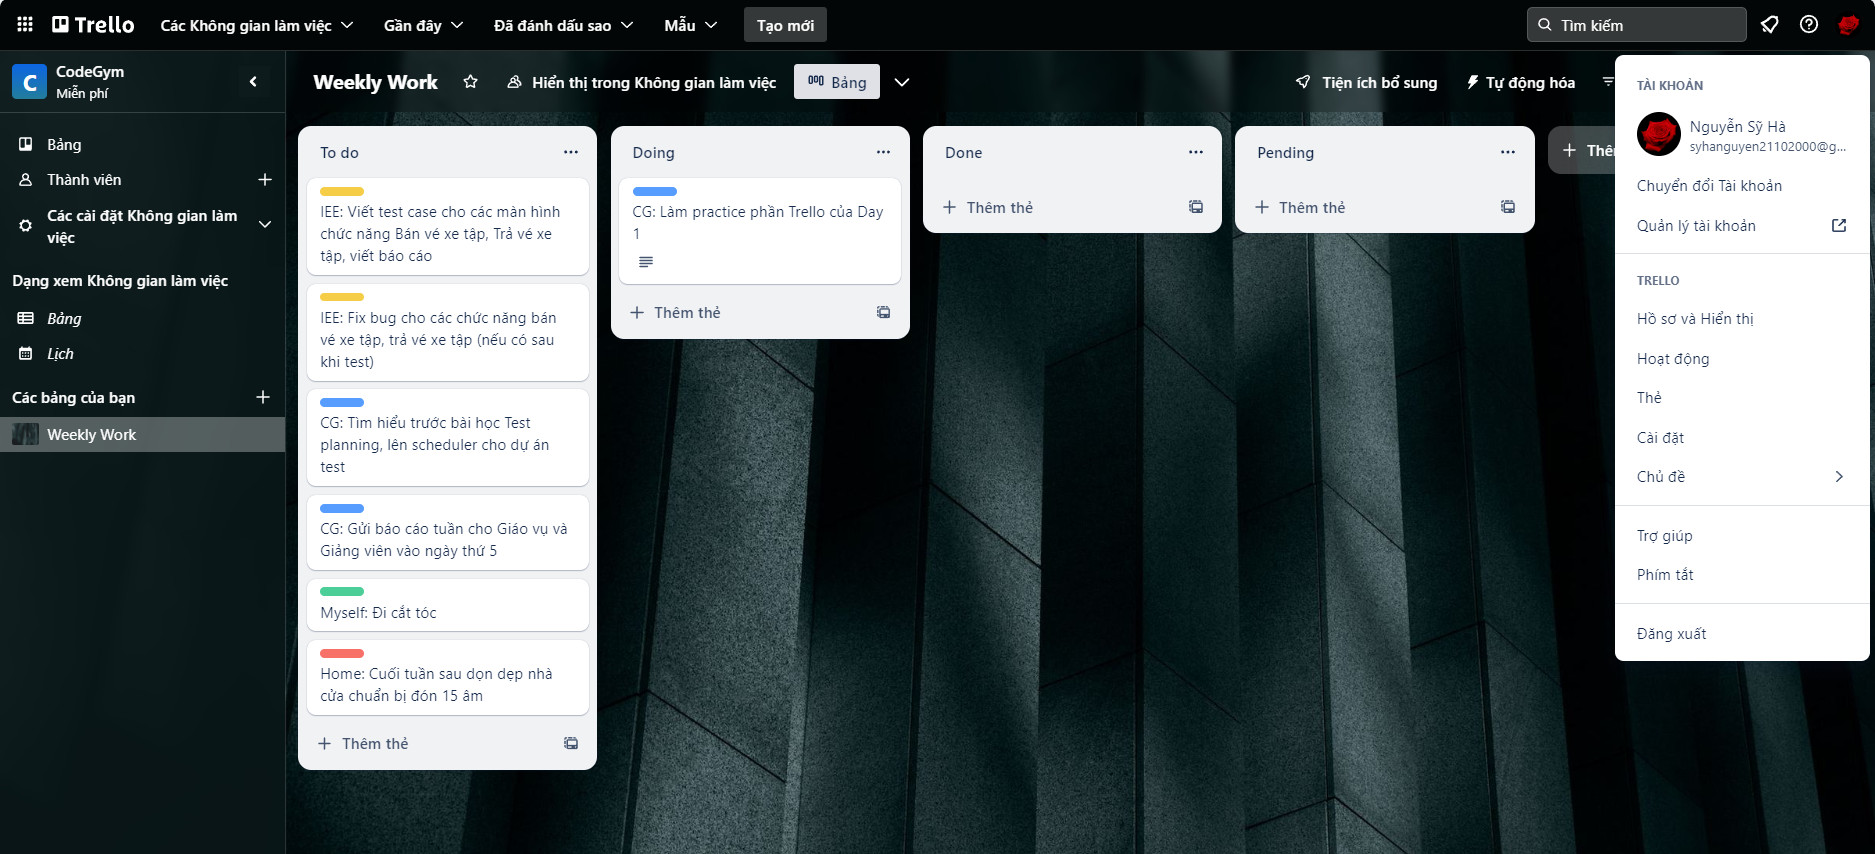 Trello
Các Không gian làm việc
Gần đây
Đã đánh dấu sao
Mẫu
Tạo mới
Tìm kiếm
C
CodeGym
Miễn phí
Bảng
Thành viên
Các cài đặt Không gian làm
việc
Dạng xem Không gian làm việc
Bảng
Lịch
Các bảng của bạn
Weekly Work
Weekly Work
Hiển thị trong Không gian làm việc
Bảng
Tiện ích bổ sung
Tự động hóa
To do
IEE: Viết test case cho các màn hình
chức năng Bán vé xe tập, Trả vé xe
tập, viết báo cáo
IEE: Fix bug cho các chức năng bán
vé xe tập, trả vé xe tập (nếu có sau
khi test)
CG: Tìm hiểu trước bài học Test
planning, lên scheduler cho dự án
test
CG: Gửi báo cáo tuần cho Giáo vụ và
Giảng viên vào ngày thứ 5
Myself: Đi cắt tóc
Home: Cuối tuần sau dọn dẹp nhà
cửa chuẩn bị đón 15 âm
Thêm thẻ
Doing
CG: Làm practice phần Trello của Day
1
Thêm thẻ
Done
Thêm thẻ
Pending
Thêm thẻ
TÀI KHOẢN
Nguyễn Sỹ Hà
syhanguyen21102000@g...
Chuyển đổi Tài khoản
Quản lý tài khoản
TRELLO
Hồ sơ và Hiển thị
Hoạt động
Thẻ
Cài đặt
Chủ đề
Trợ giúp
Phím tắt
Đăng xuất